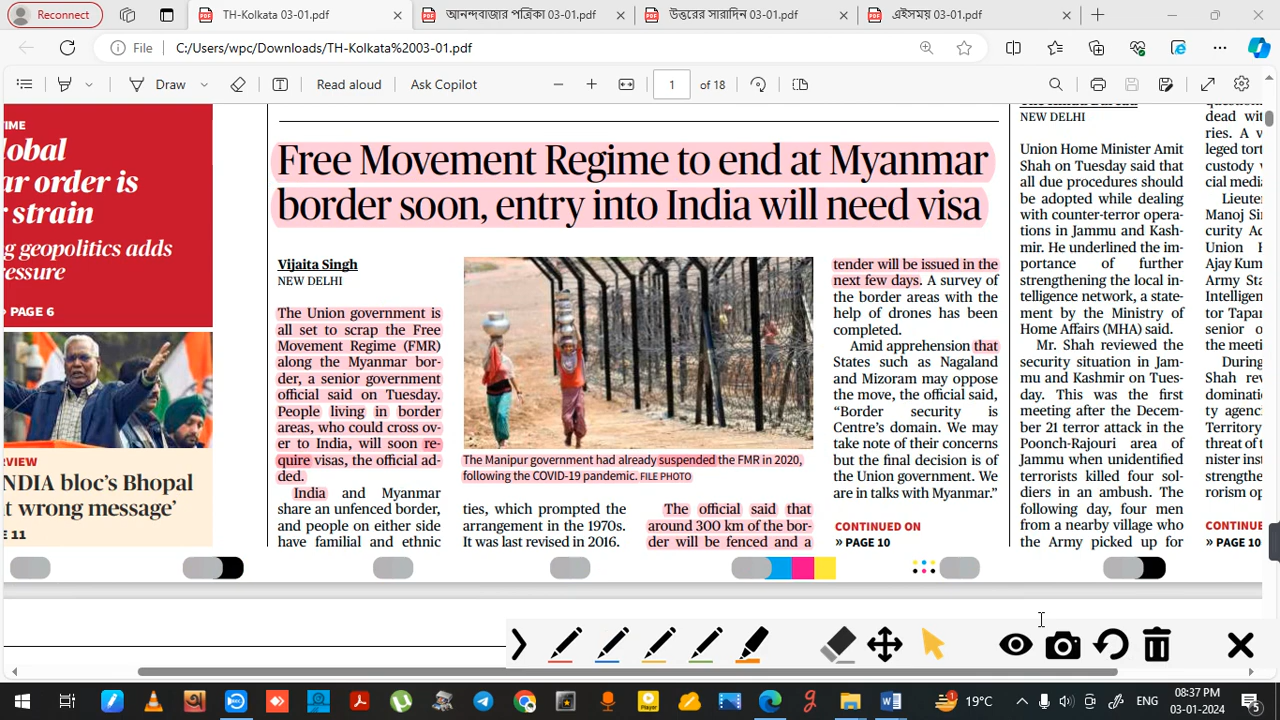 Reconnect
TH-Kolkata 03-01.pdf
আনন্দবাজার পত্রিকা 03-01.pdf
উত্তরের সারাদিন 03-01.pdf
এইসময় 03-01.pdf
File
C:/Users/wpc/Downloads/TH-Kolkata%2003-01.pdf
Draw
Read aloud
Ask Copilot
1
of 18
TIME
lobal
ar order is
r strain
g geopolitics adds
ressure
» PAGE 6
RVIEW
NDIA bloc's Bhopal
t wrong message'
E 11
Free Movement Regime to end at Myanmar
border soon, entry into India will need visa
Vijaita Singh
NEW DELHI
The Union government is
all set to scrap the Free
Movement Regime (FMR)
along the Myanmar bor-
der, a senior government
official said on Tuesday.
People living in border
areas, who could cross ov-
er to India, will soon re-
quire visas, the official ad-
ded.
India and Myanmar
share an unfenced border,
and people on either side
have familial and ethnic
The Manipur government had already suspended the FMR in 2020,
following the COVID-19 pandemic. FILE PHOTO
ties, which prompted the
arrangement in the 1970s.
It was last revised in 2016.
The official said that
around 300 km of the bor-
der will be fenced and a
tender will be issued in the
next few days. A survey of
the border areas with the
help of drones has been
completed.
Amid apprehension that
States such as Nagaland
and Mizoram may oppose
the move, the official said,
"Border security is
Centre's domain. We may
take note of their concerns
but the final decision is of
the Union government. We
are in talks with Myanmar."
CONTINUED ON
» PAGE 10
NEW DELHI
Union Home Minister Amit
Shah on Tuesday said that
all due procedures should
be adopted while dealing
with counter-terror opera-
tions in Jammu and Kash-
mir. He underlined the im-
portance of further
strengthening the local in-
telligence network, a state-
ment by the Ministry of
Home Affairs (MHA) said.
Mr. Shah reviewed the
security situation in Jam-
mu and Kashmir on Tues-
day. This was the first
meeting after the Decem-
ber 21 terror attack in the
Poonch-Rajouri area of
Jammu when unidentified
terrorists killed four sol-
diers in an ambush. The
following day, four men
from a nearby village who
the Army picked up for
dead wit
ries. A v
leged tort
custody v
cial media
Lieute
Manoj Si
curity Ad
Union H
Ajay Kum
Army Sta
Intelligen
tor Tapa
senior o
the meeti
During
Shah rev
dominati
ty agenc
Territory
threat of t
nister inst
strengthe
rorism op
CONTINUE
» PAGE 10
Player
19°C
ENG
08:37 PM
03-01-2024
5